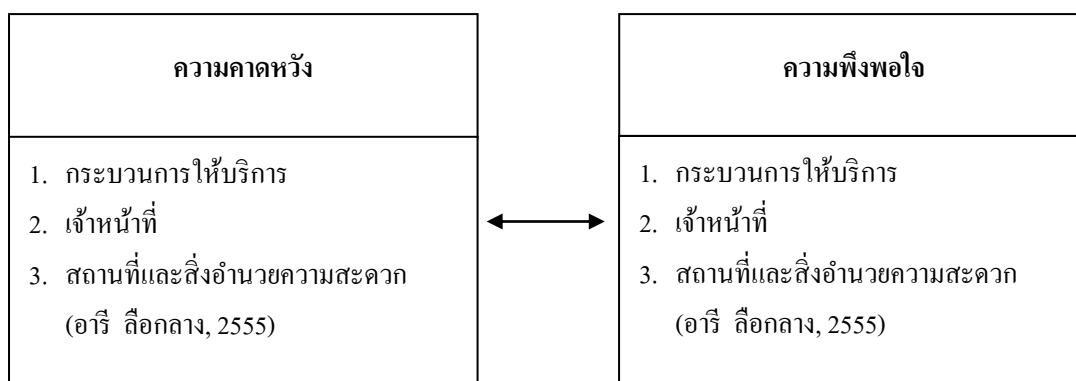 ความคาดหวัง
1. กระบวนการให้บริการ
2. เจ้าหน้าที่
3. สถานที่และสิ่งอำนวยความสะดวก
(อารี ลือกลาง, 2555)
ความพึงพอใจ
1. กระบวนการให้บริการ
2. เจ้าหน้าที่
3. สถานที่และสิ่งอำนวยความสะดวก
(อารี ลือกลาง, 2555)